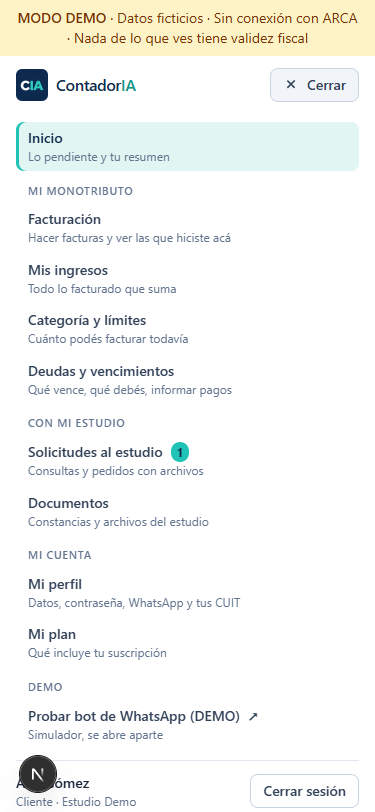 MODO DEMO · Datos ficticios · Sin conexión con ARCA
· Nada de lo que ves tiene validez fiscal
CIA ContadorIA
✕ Cerrar
Inicio
Lo pendiente y tu resumen
MI MONOTRIBUTO
Facturación
Hacer facturas y ver las que hiciste acá
Mis ingresos
Todo lo facturado que suma
Categoría y límites
Cuánto podés facturar todavía
Deudas y vencimientos
Qué vence, qué debés, informar pagos
CON MI ESTUDIO
Solicitudes al estudio 1
Consultas y pedidos con archivos
Documentos
Constancias y archivos del estudio
MI CUENTA
Mi perfil
Datos, contraseña, WhatsApp y tus CUIT
Mi plan
Qué incluye tu suscripción
DEMO
Probar bot de WhatsApp (DEMO) ↗
Simulador, se abre aparte
N
Gómez
Cliente · Estudio Demo
Cerrar sesión